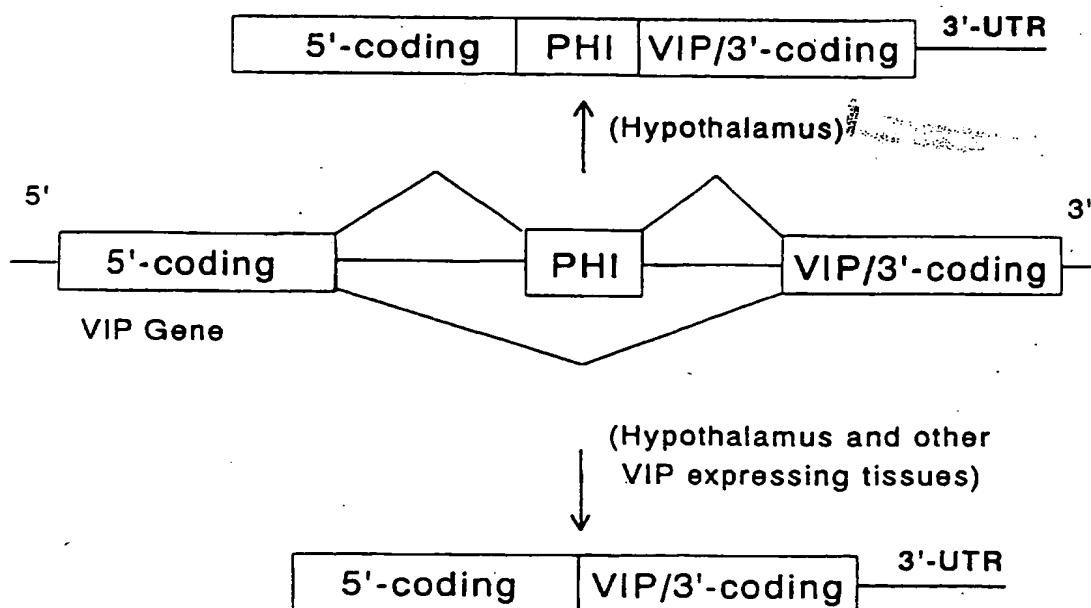 5'-coding PHI VIP/3'-coding 3'-UTR
(Hypothalamus)
5' 3'
5'-coding PHI VIP/3'-coding
VIP Gene
(Hypothalamus and other
VIP expressing tissues)
5'-coding VIP/3'-coding 3'-UTR